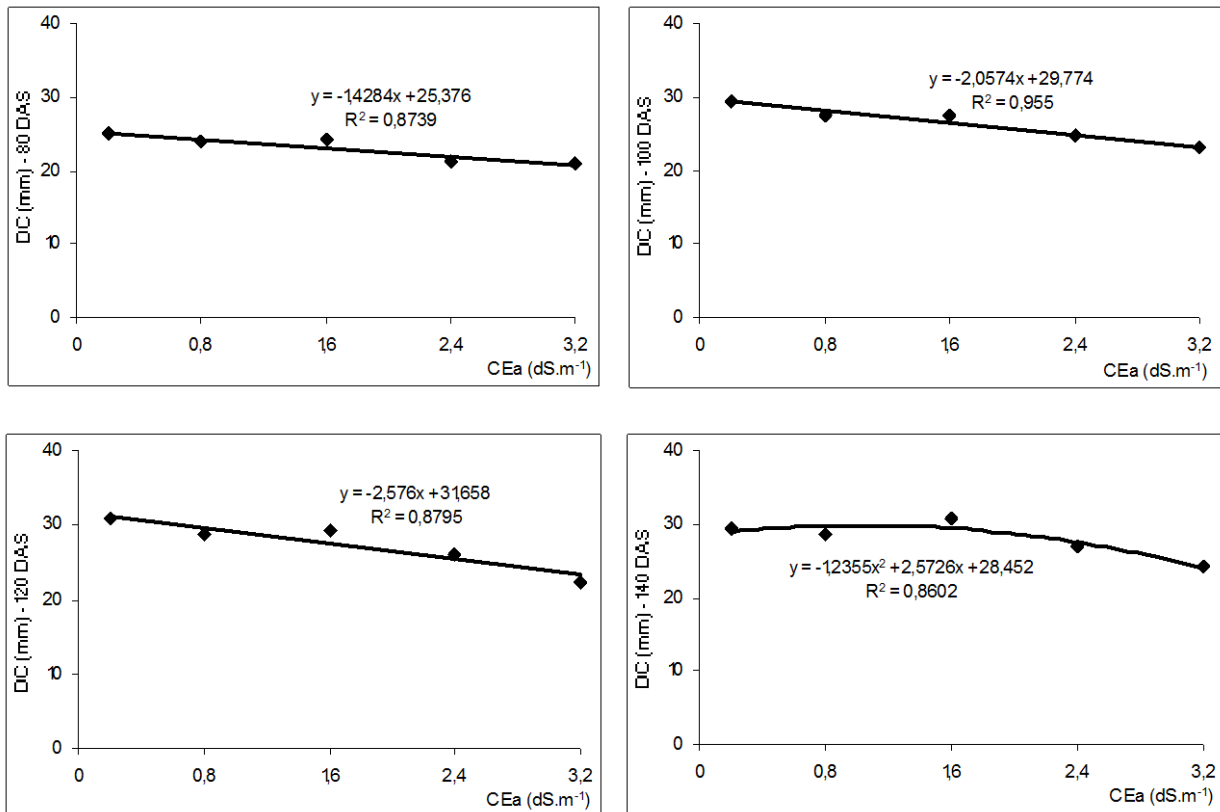 DC (mm) - 80 DAS
40
30
20
10
0
y = -1,4284x + 25,376
R² = 0,8739
0 0,8 1,6 2,4 3,2
CEa (dS.m⁻¹)
DC (mm) - 100 DAS
40
30
20
10
0
y = -2,0574x + 29,774
R² = 0,955
0 0,8 1,6 2,4 3,2
CEa (dS.m⁻¹)
DC (mm) - 120 DAS
40
30
20
10
0
y = -2,576x + 31,658
R² = 0,8795
0 0,8 1,6 2,4 3,2
CEa (dS.m⁻¹)
DC (mm) - 140 DAS
40
30
20
10
0
y = -1,2355x² + 2,5726x + 28,452
R² = 0,8602
0 0,8 1,6 2,4 3,2
CEa (dS.m⁻¹)